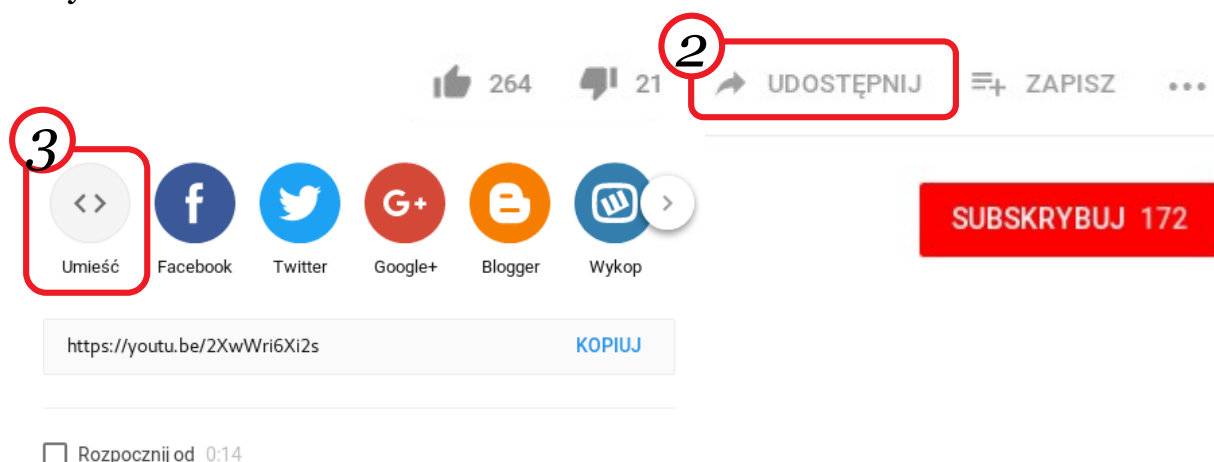 2
264 21 UDOSTĘPNIJ ZAPISZ
3
SUBSKRYBUJ 172
Umieść Facebook Twitter Google+ Blogger Wykop
https://youtu.be/2XwWri6Xi2s KOPIUJ
Rozpocznij od 0:14